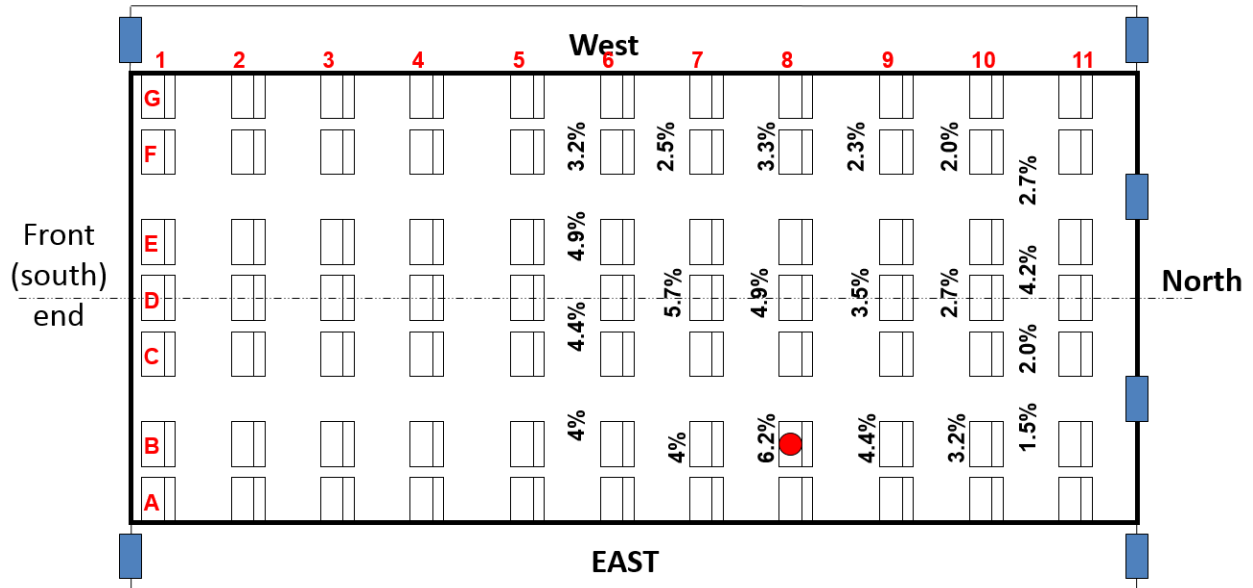 West
1 2 3 4 5 6 7 8 9 10 11
G
F
3.2% 2.5% 3.3% 2.3% 2.0%
2.7%
Front
(south)
end
E
4.9%
4.2%
North
D
5.7% 4.9% 3.5% 2.7%
4.4%
C
2.0%
4%
1.5%
B
4% 6.2% 4.4% 3.2%
A
EAST